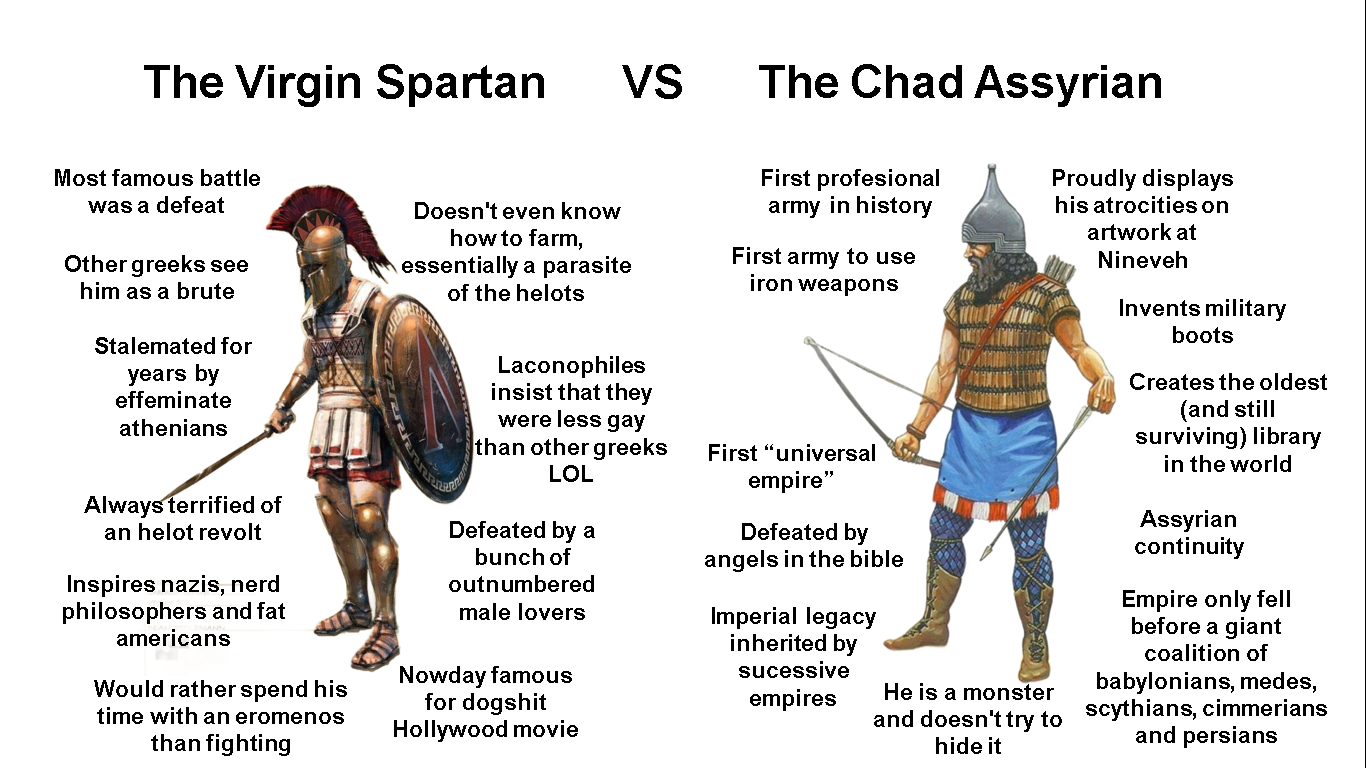 The Virgin Spartan VS The Chad Assyrian
Most famous battle
was a defeat
Other greeks see
him as a brute
Stalemated for
years by
effeminate
athenians
Always terrified of
an helot revolt
Inspires nazis, nerd
philosophers and fat
americans
Would rather spend his
time with an eromenos
than fighting
Doesn't even know
how to farm,
essentially a parasite
of the helots
Laconophiles
insist that they
were less gay
than other greeks
LOL
Defeated by a
bunch of
outnumbered
male lovers
Nowday famous
for dogshit
Hollywood movie
First profesional
army in history
First army to use
iron weapons
First “universal
empire”
Defeated by
angels in the bible
Imperial legacy
inherited by
sucessive
empires
He is a monster
and doesn't try to
hide it
Proudly displays
his atrocities on
artwork at
Nineveh
Invents military
boots
Creates the oldest
(and still
surviving) library
in the world
Assyrian
continuity
Empire only fell
before a giant
coalition of
babylonians, medes,
scythians, cimmerians
and persians